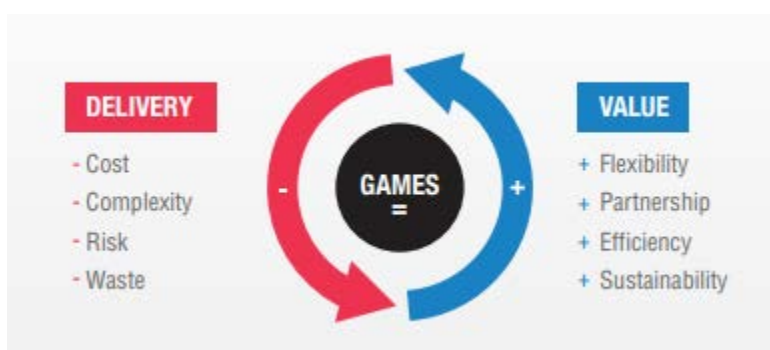 DELIVERY
- Cost
- Complexity
- Risk
- Waste
-
GAMES
=
+
VALUE
+ Flexibility
+ Partnership
+ Efficiency
+ Sustainability